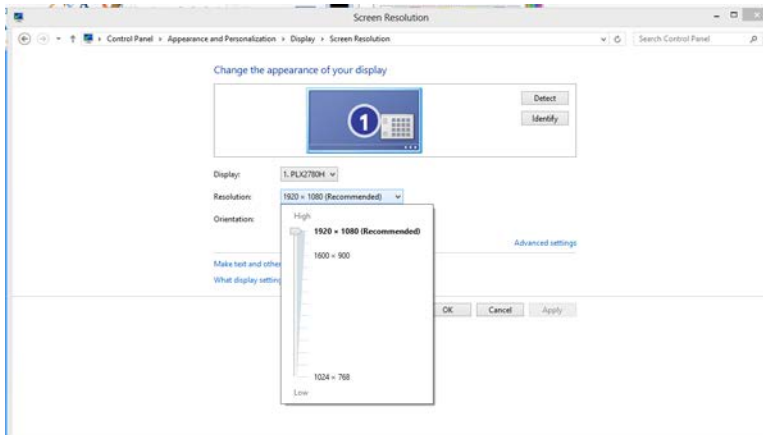 Screen Resolution
Control Panel ▸ Appearance and Personalization ▸ Display ▸ Screen Resolution
Search Control Panel
Change the appearance of your display
1
Detect
Identify
Display: 1. PLX2780H
Resolution: 1920 × 1080 (Recommended)
Orientation:
High
1920 × 1080 (Recommended)
1600 × 900
1024 × 768
Low
Advanced settings
Make text and other
What display setting
OK Cancel Apply